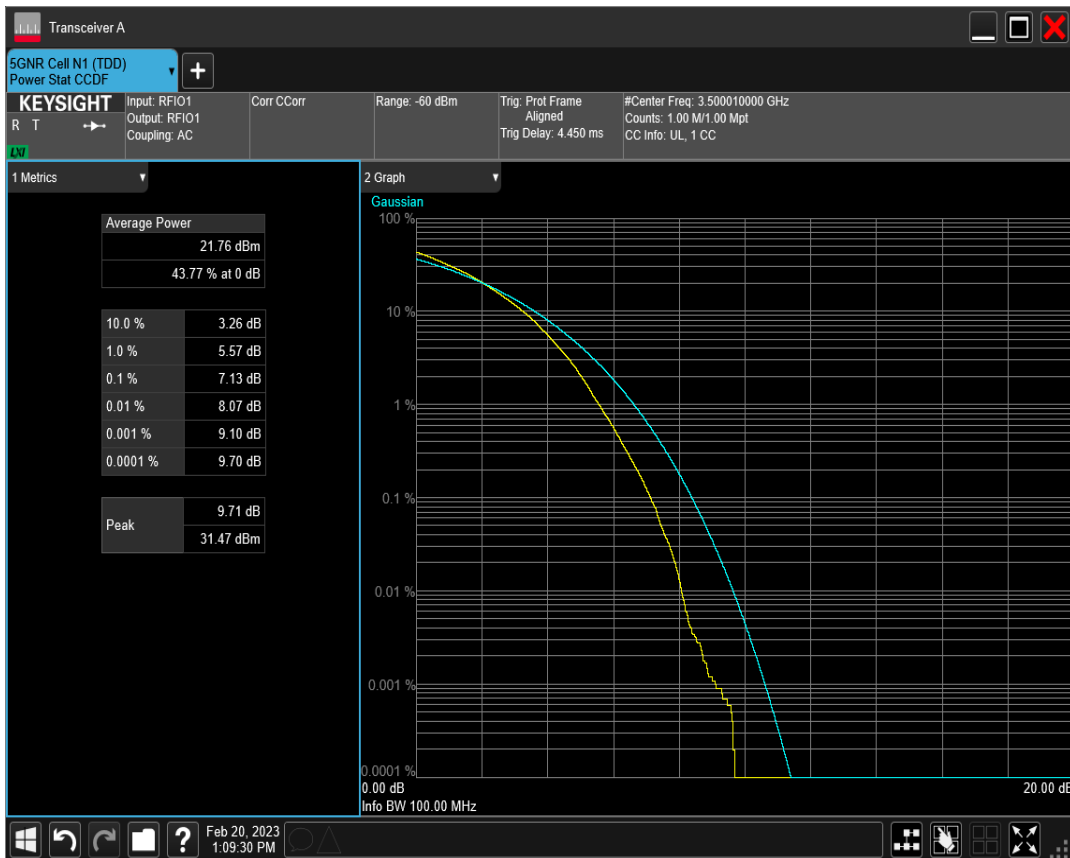 Transceiver A
5GNR Cell N1 (TDD)
Power Stat CCDF
+
KEYSIGHT
R T
LXI
Input: RFIO1
Output: RFIO1
Coupling: AC
Corr CCorr
Range: -60 dBm
Trig: Prot Frame
Aligned
Trig Delay: 4.450 ms
#Center Freq: 3.500010000 GHz
Counts: 1.00 M/1.00 Mpt
CC Info: UL, 1 CC
1 Metrics
Average Power
21.76 dBm
43.77 % at 0 dB
10.0 % 3.26 dB
1.0 % 5.57 dB
0.1 % 7.13 dB
0.01 % 8.07 dB
0.001 % 9.10 dB
0.0001 % 9.70 dB
Peak
9.71 dB
31.47 dBm
2 Graph
Gaussian
100 %
10 %
1 %
0.1 %
0.01 %
0.001 %
0.0001 %
0.00 dB 20.00 dB
Info BW 100.00 MHz
?
Feb 20, 2023
1:09:30 PM